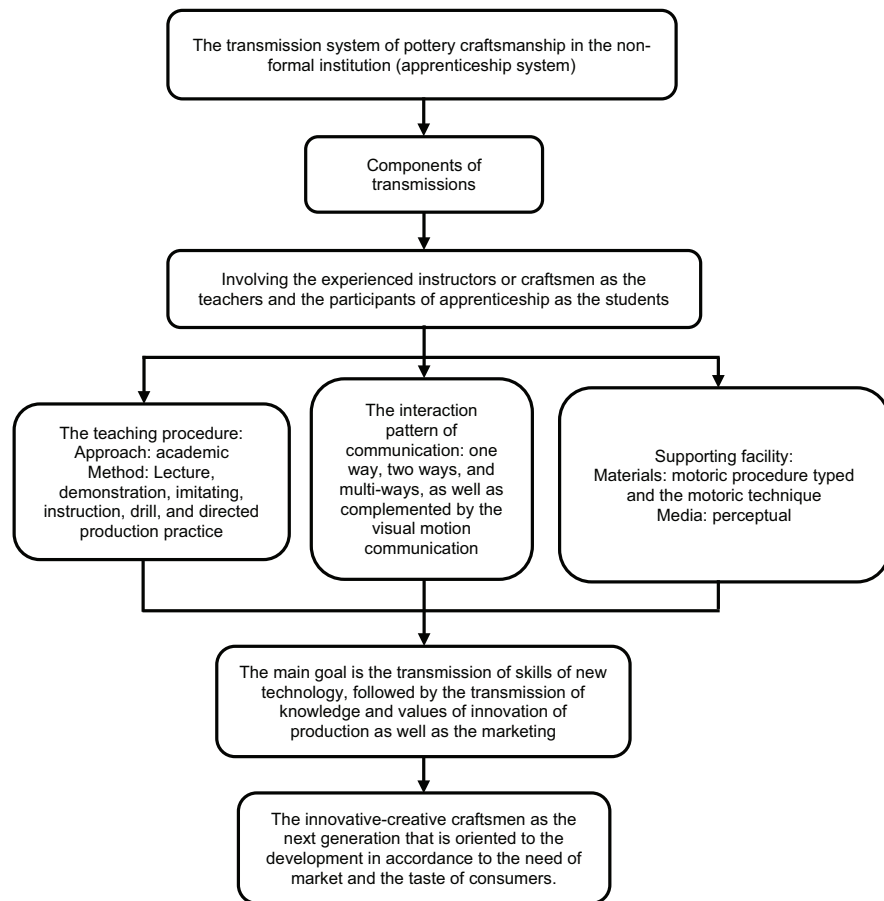 The transmission system of pottery craftsmanship in the non-
formal institution (apprenticeship system)
Components of
transmissions
Involving the experienced instructors or craftsmen as the
teachers and the participants of apprenticeship as the students
The teaching procedure:
Approach: academic
Method: Lecture,
demonstration, imitating,
instruction, drill, and directed
production practice
The interaction
pattern of
communication: one
way, two ways, and
multi-ways, as well as
complemented by the
visual motion
communication
Supporting facility:
Materials: motoric procedure typed
and the motoric technique
Media: perceptual
The main goal is the transmission of skills of new
technology, followed by the transmission of
knowledge and values of innovation of
production as well as the marketing
The innovative-creative craftsmen as the
next generation that is oriented to the
development in accordance to the need of
market and the taste of consumers.